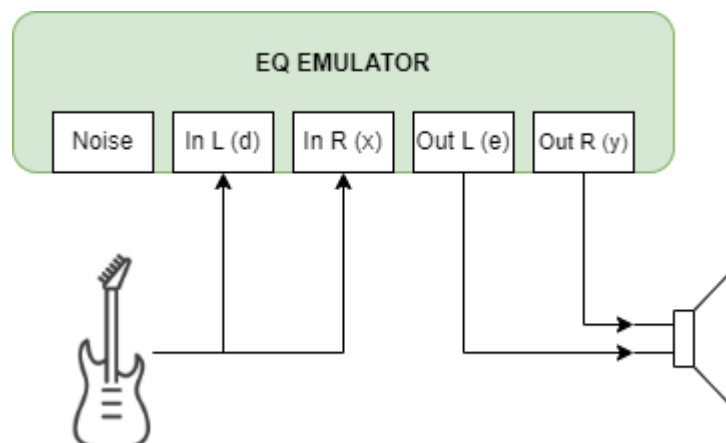 EQ EMULATOR
Noise
In L (d)
In R (x)
Out L (e)
Out R (y)